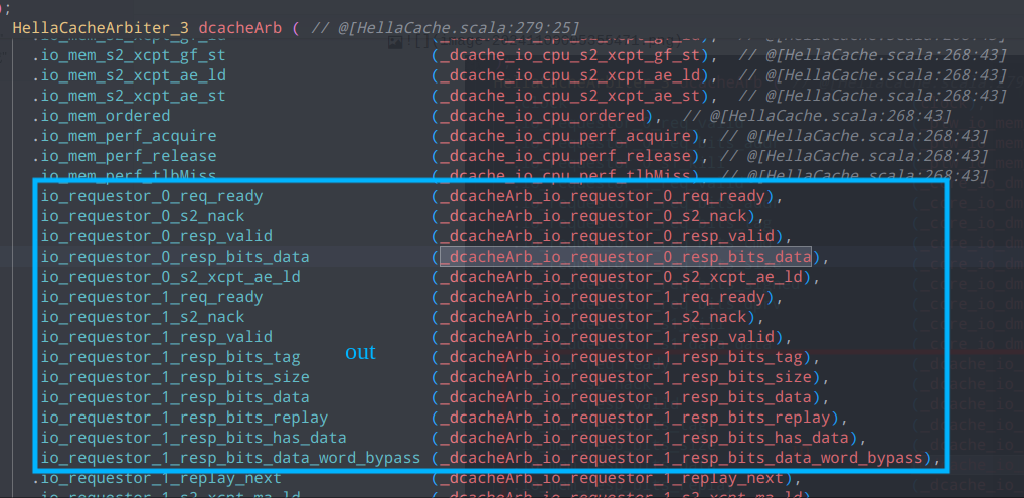 );
HellaCacheArbiter_3 dcacheArb ( // @[HellaCache.scala:279:25]
.io_mem_s2_xcpt_gf_st (_dcache_io_cpu_s2_xcpt_gf_st), // @[HellaCache.scala:268:43]
.io_mem_s2_xcpt_ae_ld (_dcache_io_cpu_s2_xcpt_ae_ld), // @[HellaCache.scala:268:43]
.io_mem_s2_xcpt_ae_st (_dcache_io_cpu_s2_xcpt_ae_st), // @[HellaCache.scala:268:43]
.io_mem_ordered (_dcache_io_cpu_ordered), // @[HellaCache.scala:268:43]
.io_mem_perf_acquire (_dcache_io_cpu_perf_acquire), // @[HellaCache.scala:268:43]
.io_mem_perf_release (_dcache_io_cpu_perf_release), // @[HellaCache.scala:268:43]
.io_mem_perf_tlbMiss (_dcache_io_cpu_perf_tlbMiss), // @[HellaCache.scala:268:43]
io_requestor_0_req_ready (_dcacheArb_io_requestor_0_req_ready),
io_requestor_0_s2_nack (_dcacheArb_io_requestor_0_s2_nack),
io_requestor_0_resp_valid (_dcacheArb_io_requestor_0_resp_valid),
io_requestor_0_resp_bits_data (_dcacheArb_io_requestor_0_resp_bits_data),
io_requestor_0_s2_xcpt_ae_ld (_dcacheArb_io_requestor_0_s2_xcpt_ae_ld),
io_requestor_1_req_ready (_dcacheArb_io_requestor_1_req_ready),
io_requestor_1_s2_nack (_dcacheArb_io_requestor_1_s2_nack),
io_requestor_1_resp_valid (_dcacheArb_io_requestor_1_resp_valid),
out
io_requestor_1_resp_bits_tag (_dcacheArb_io_requestor_1_resp_bits_tag),
io_requestor_1_resp_bits_size (_dcacheArb_io_requestor_1_resp_bits_size),
io_requestor_1_resp_bits_data (_dcacheArb_io_requestor_1_resp_bits_data),
io_requestor_1_resp_bits_replay (_dcacheArb_io_requestor_1_resp_bits_replay),
io_requestor_1_resp_bits_has_data (_dcacheArb_io_requestor_1_resp_bits_has_data),
io_requestor_1_resp_bits_data_word_bypass (_dcacheArb_io_requestor_1_resp_bits_data_word_bypass),
.io_requestor_1_replay_next (_dcacheArb_io_requestor_1_replay_next),